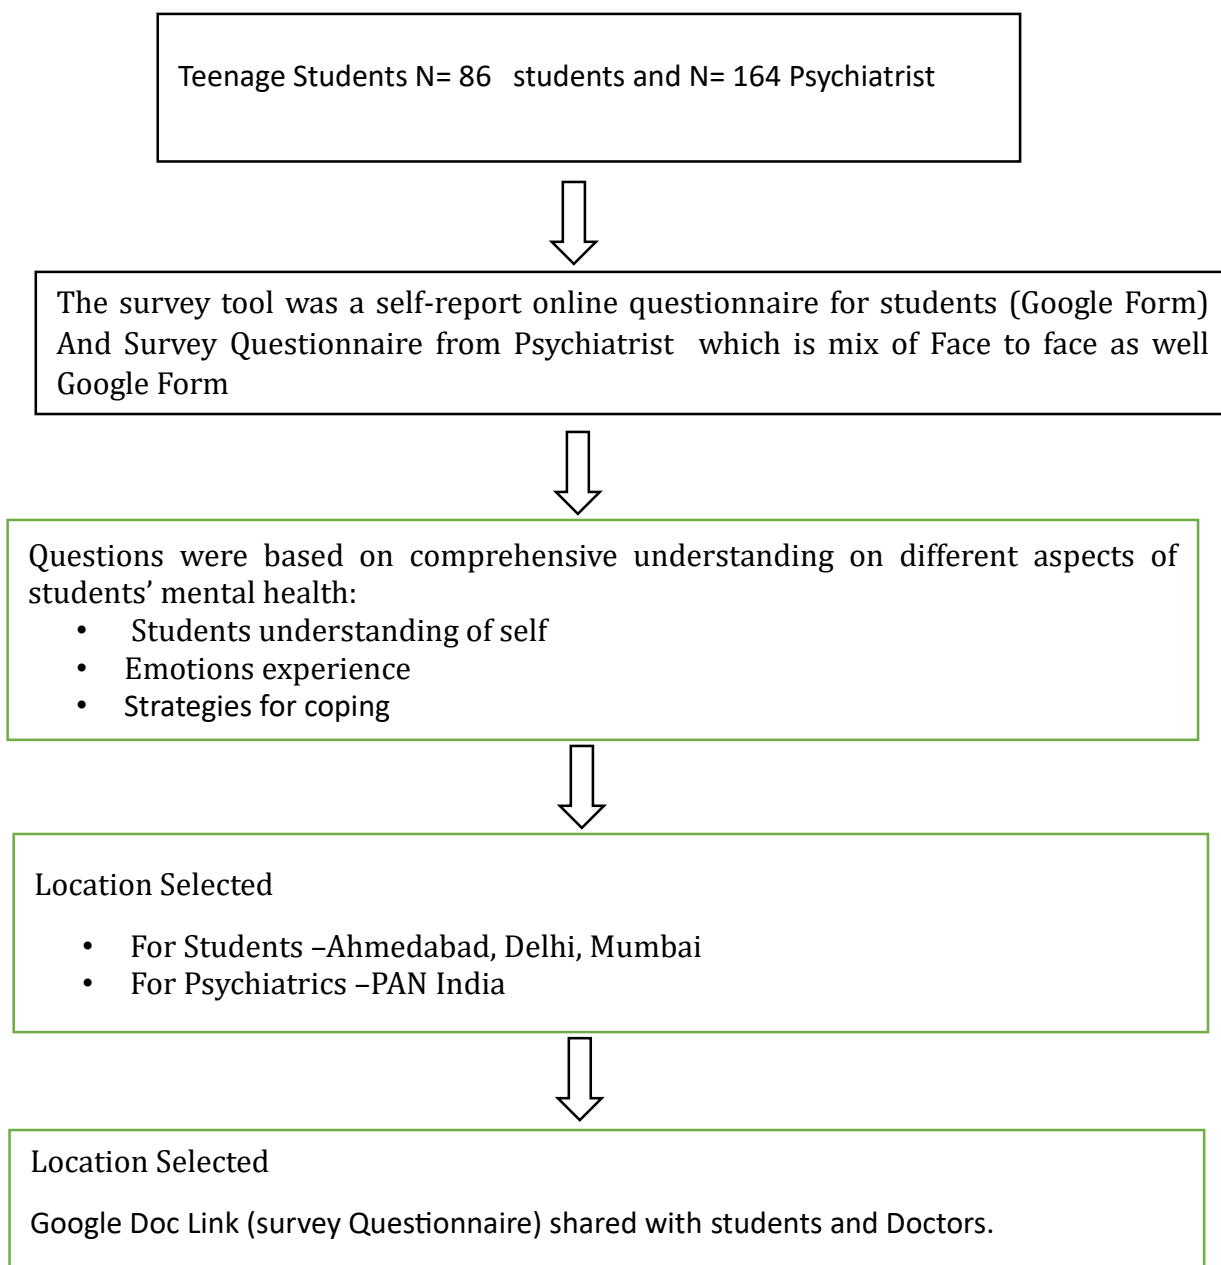 Teenage Students N= 86 students and N= 164 Psychiatrist
The survey tool was a self-report online questionnaire for students (Google Form)
And Survey Questionnaire from Psychiatrist which is mix of Face to face as well
Google Form
Questions were based on comprehensive understanding on different aspects of
students’ mental health:
• Students understanding of self
• Emotions experience
• Strategies for coping
Location Selected
• For Students –Ahmedabad, Delhi, Mumbai
• For Psychiatrics –PAN India
Location Selected
Google Doc Link (survey Questionnaire) shared with students and Doctors.